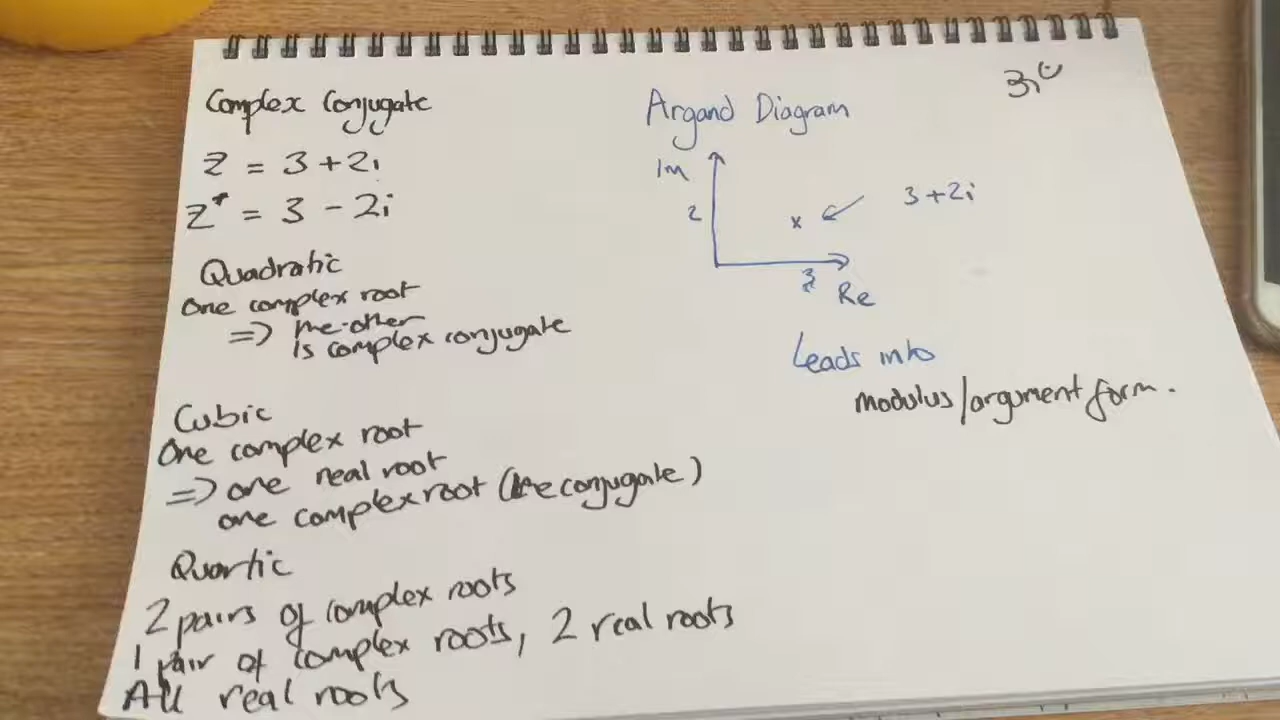 Complex Conjugate
z = 3 + 2i
z* = 3 - 2i
Quadratic
One complex root
=> the other
is complex conjugate
Cubic
One complex root
=> one real root
one complex root (the conjugate)
Quartic
2 pairs of complex roots
1 pair of complex roots, 2 real roots
All real roots
Argand Diagram
Im
2
3+2i
x
3
Re
Leads into
modulus/argument form.